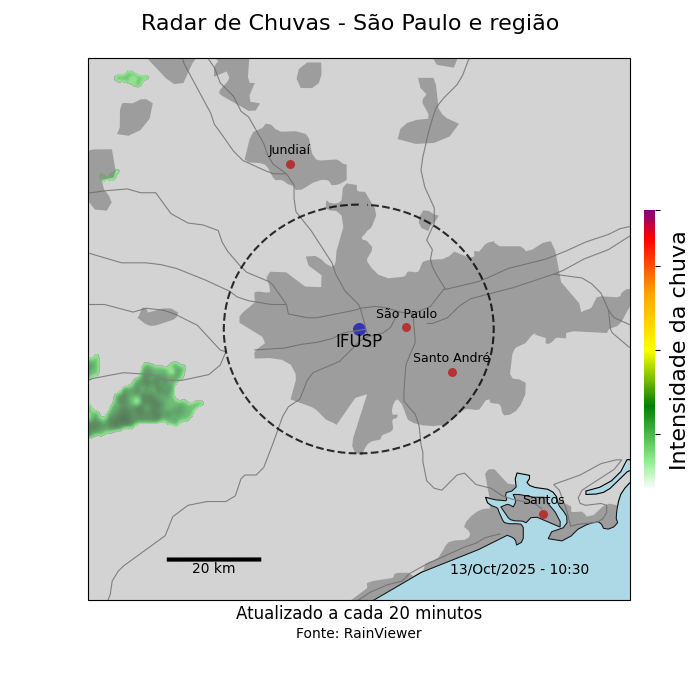 Radar de Chuvas - São Paulo e região
Jundiaí
São Paulo
IFUSP
Santo André
Intensidade da chuva
Santos
20 km
13/Oct/2025 - 10:30
Atualizado a cada 20 minutos
Fonte: RainViewer